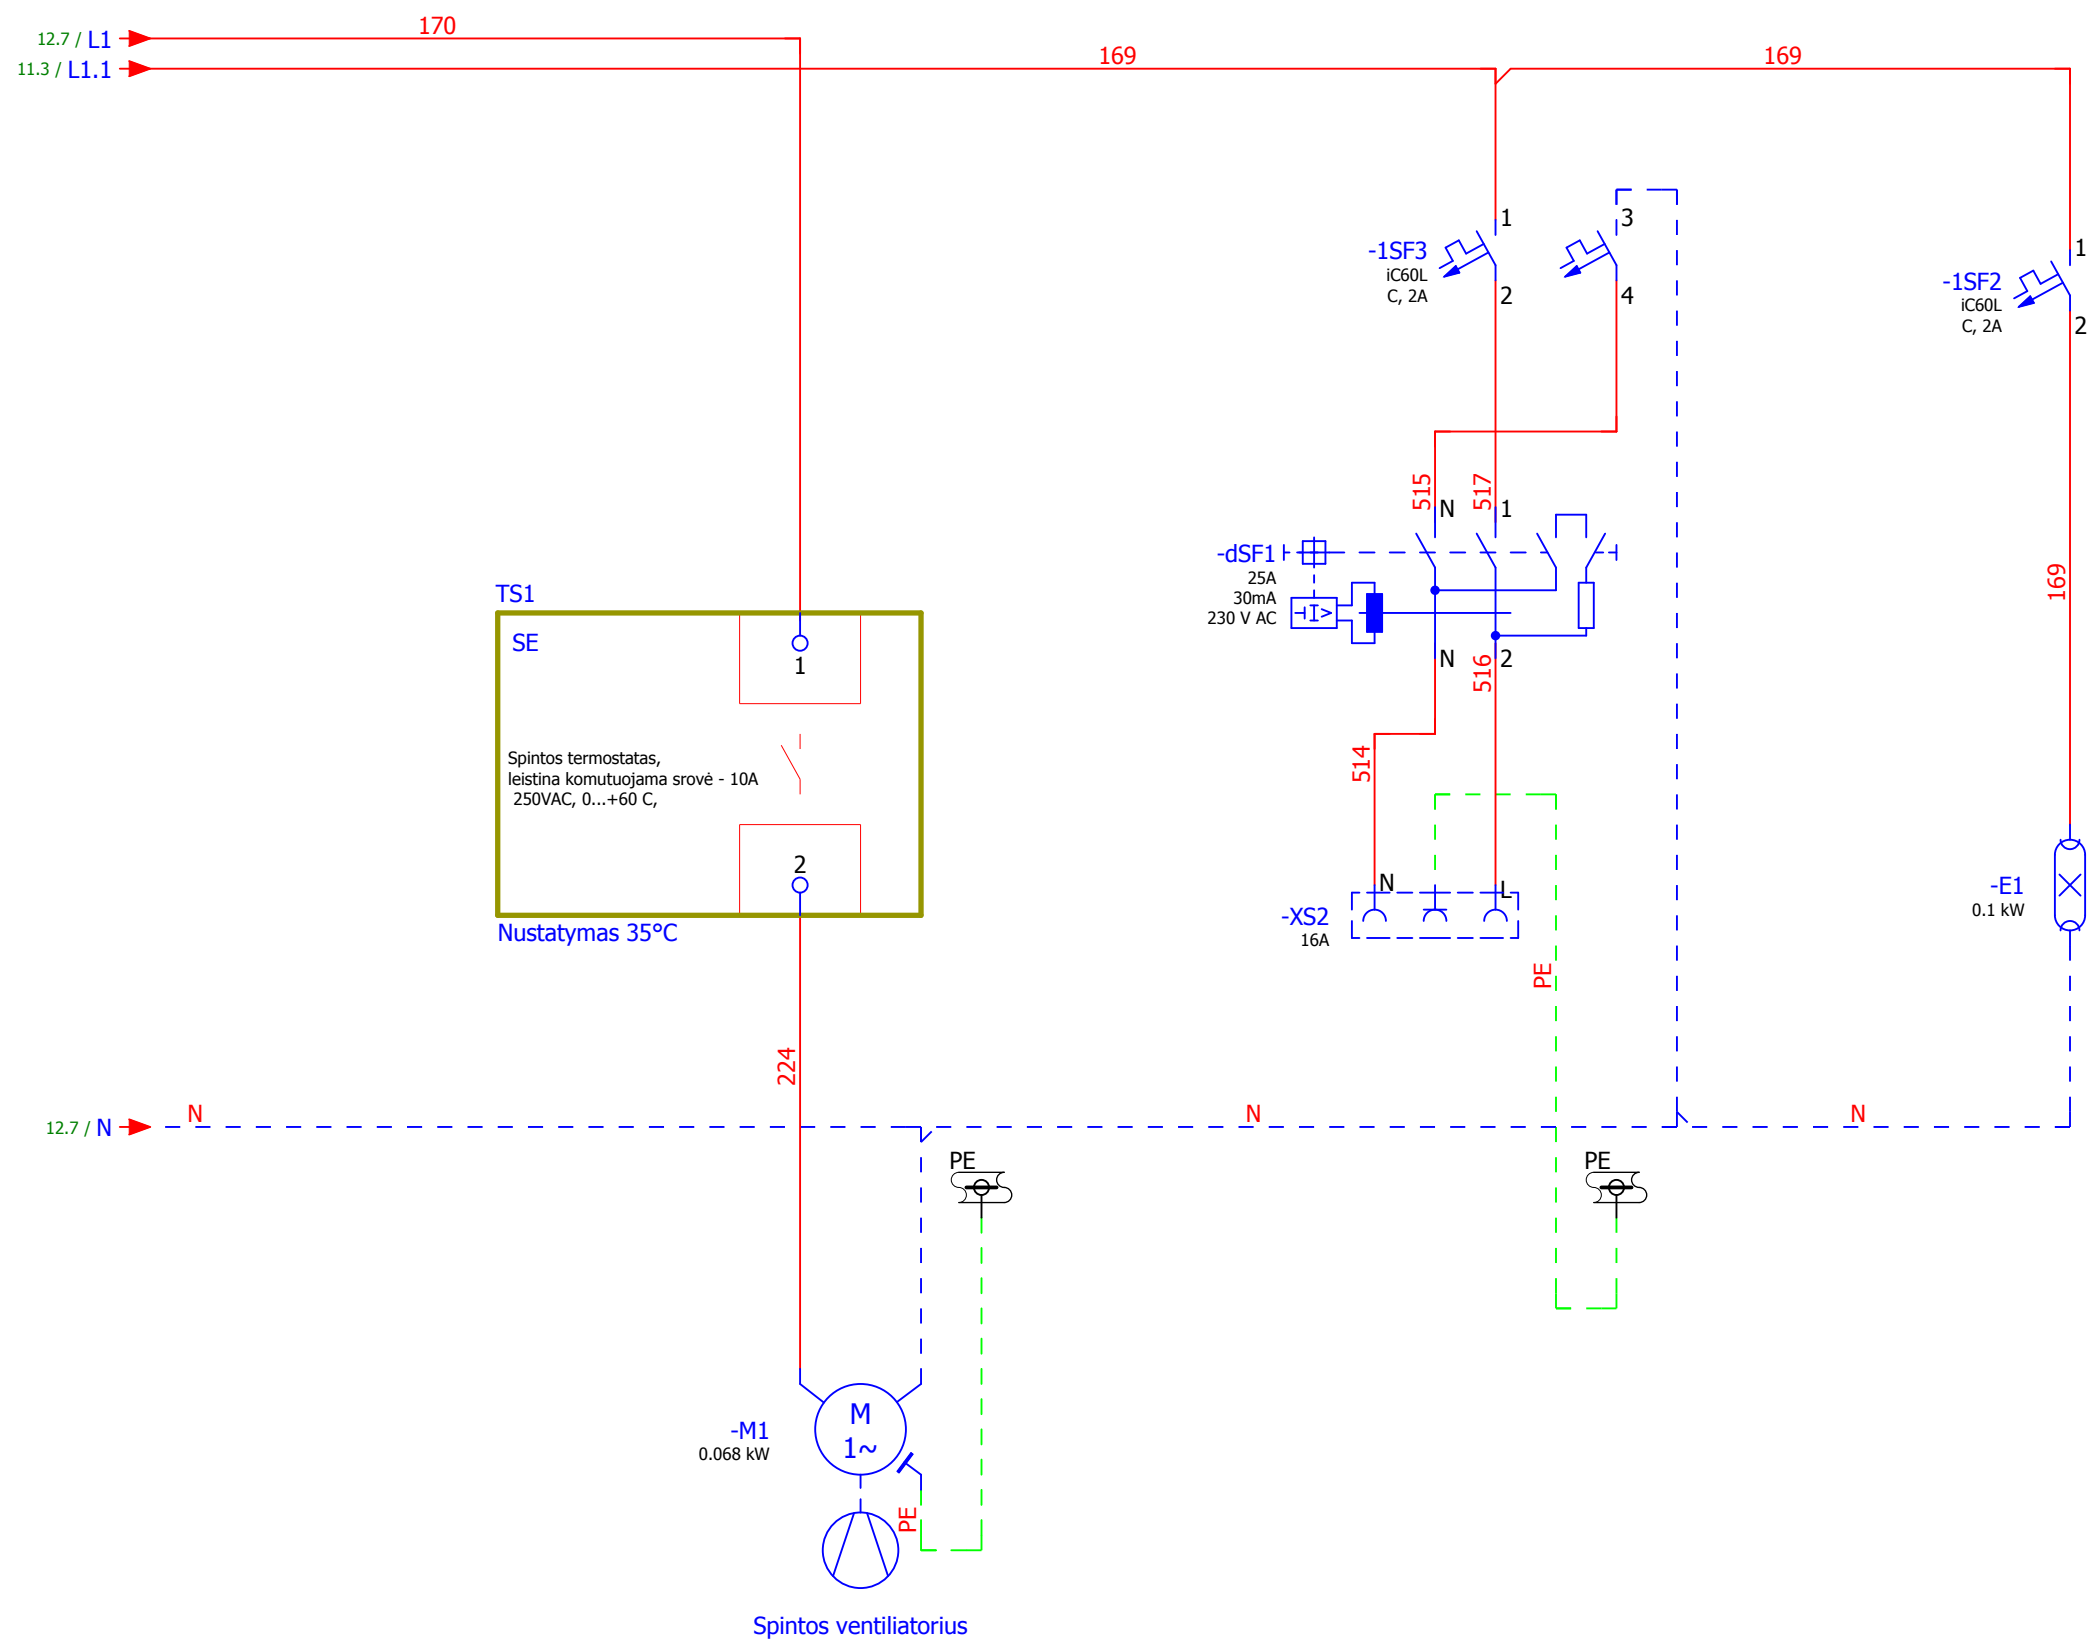 170
12.7 / L1
11.3 / L1.1
169
169
1
3
-1SF3
iC60L
C, 2A
2
4
1
-1SF2
iC60L
C, 2A
2
515
517
N
1
-dSF1
25A
30mA
230 V AC
I>
169
TS1
SE
1
N
2
516
Spintos termostatas,
leistina komutuojama srovė - 10A
250VAC, 0...+60 C,
514
2
N
L
-XS2
16A
-E1
0.1 kW
Nustatymas 35°C
PE
224
12.7 / N
N
N
N
PE
PE
M
1~
-M1
0.068 kW
PE
Spintos ventiliatorius